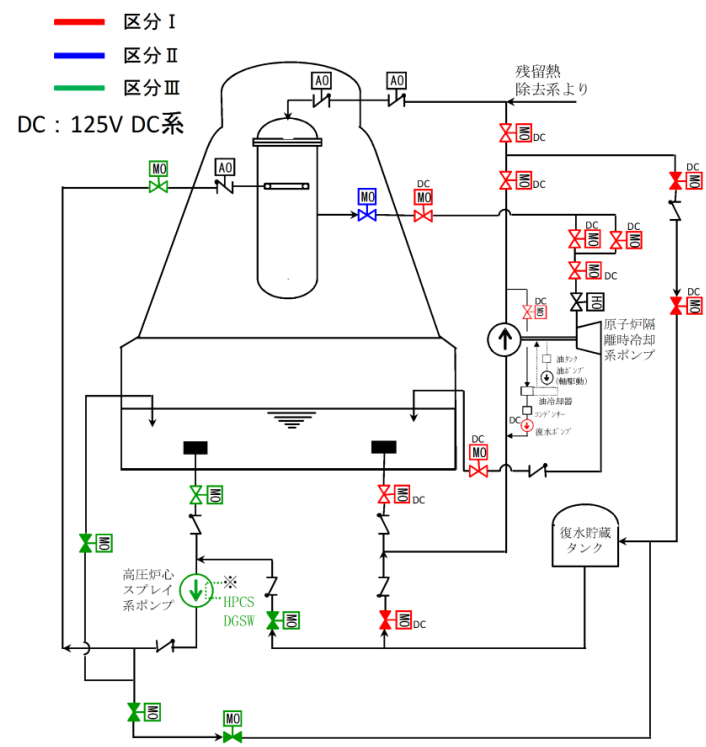 区分Ⅰ
区分Ⅱ
区分Ⅲ
DC：125V DC系
残留熱
除去系より
AO
AO
MO
DC
MO
AO
MO
DC
MO
DC
MO
DC
MO
DC
MO
DC
MO
DC
MO
DC
HO
DC
MO
DC
MO
原子炉隔
離時冷却
系ポンプ
油タンク
油ポンプ
(軸駆動)
油冷却器
コンデンサー
DC
復水ポンプ
DC
MO
MO
MO
DC
MO
復水貯蔵
タンク
高圧炉心
スプレイ
系ポンプ
※
HPCS
DGSW
MO
MO
DC
MO
MO